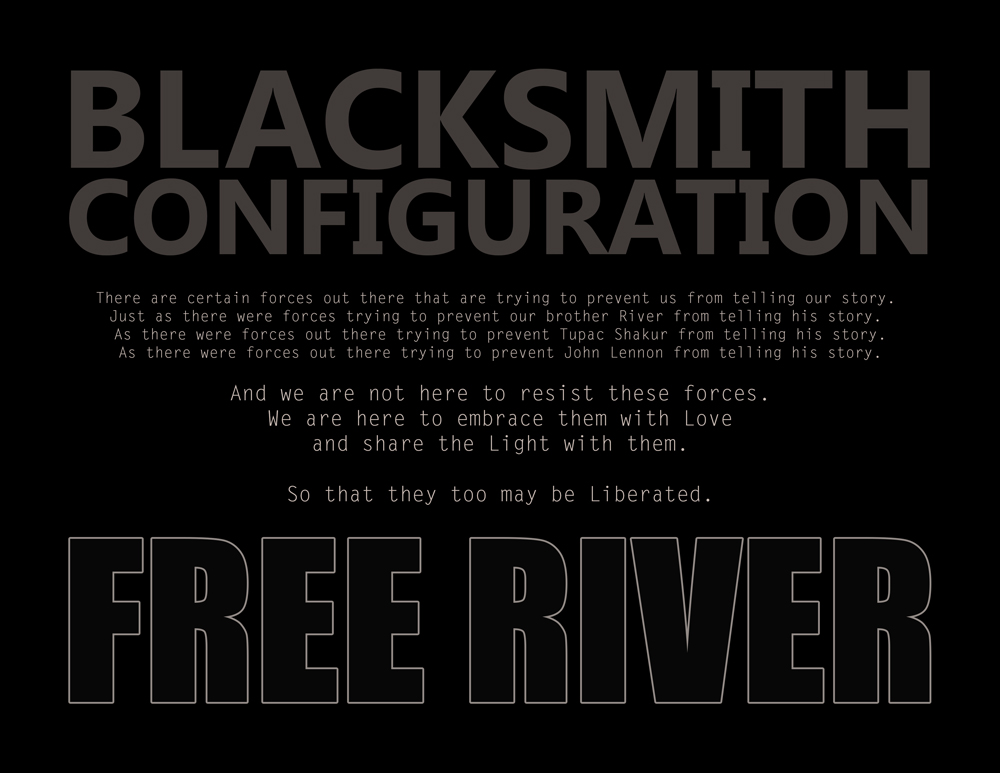 BLACKSMITH
CONFIGURATION
There are certain forces out there that are trying to prevent us from telling our story.
Just as there were forces trying to prevent our brother River from telling his story.
As there were forces out there trying to prevent Tupac Shakur from telling his story.
As there were forces out there trying to prevent John Lennon from telling his story.
And we are not here to resist these forces.
We are here to embrace them with Love
and share the Light with them.
So that they too may be Liberated.
FREE RIVER